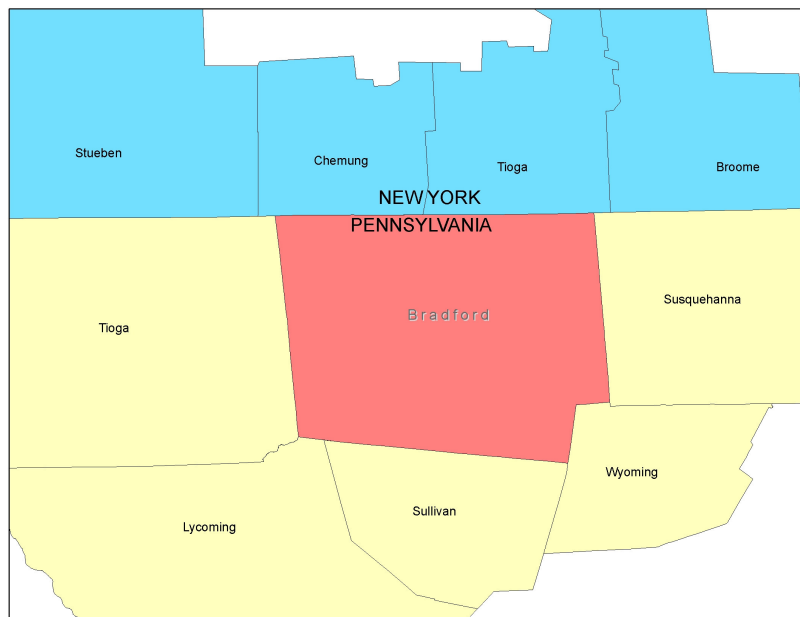 Stueben
Chemung
Tioga
Broome
NEW YORK
PENNSYLVANIA
Susquehanna
Bradford
Tioga
Wyoming
Sullivan
Lycoming